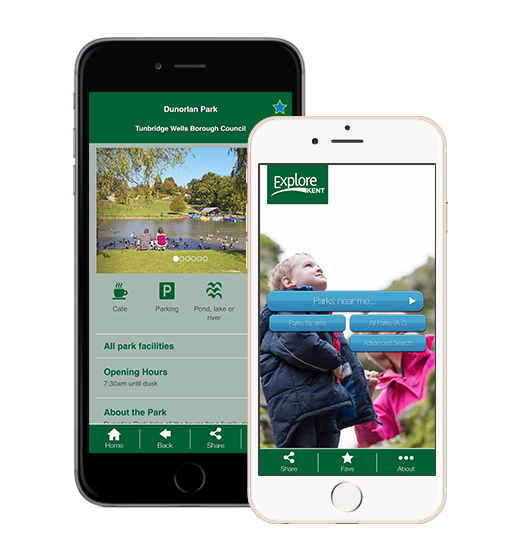 Dunorlan Park
Tunbridge Wells Borough Council
Cafe
Parking
Pond, lake or
river
All park facilities
Opening Hours
7:30am until dusk
About the Park
Home
Back
Share
Explore
KENT
Parks near me...
Parks by area
All Parks (A-Z)
Advanced Search
Share
Favs
About